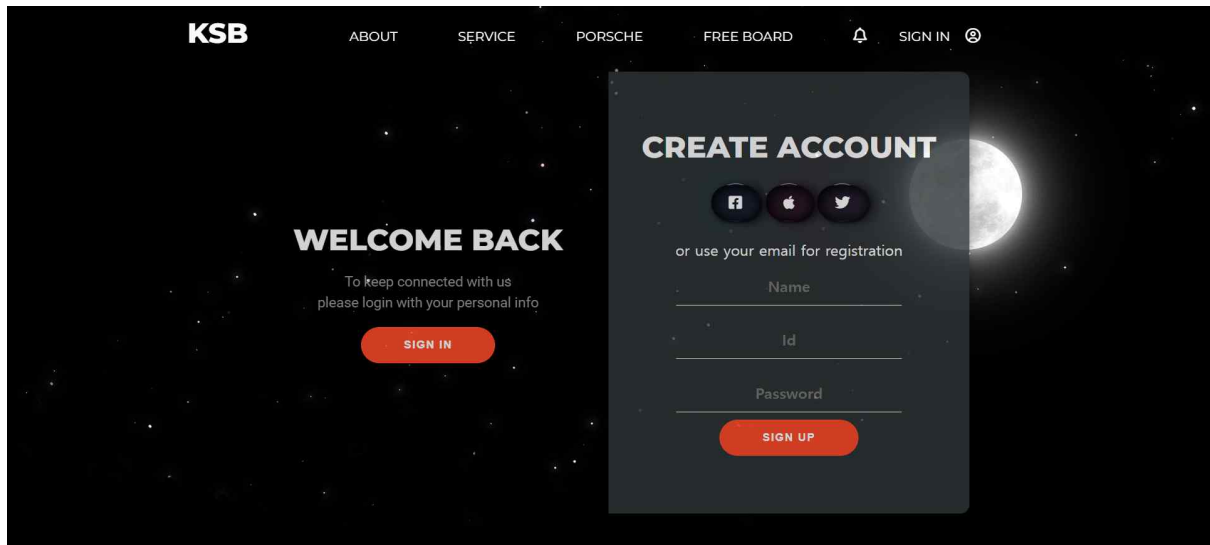 KSB
ABOUT
SERVICE
PORSCHE
FREE BOARD
SIGN IN
WELCOME BACK
To keep connected with us
please login with your personal info
SIGN IN
CREATE ACCOUNT
or use your email for registration
Name
Id
Password
SIGN UP